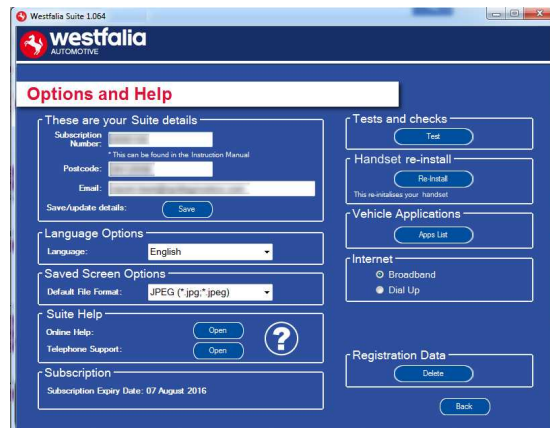 Westfalia Suite 1.064
westfalia
AUTOMOTIVE
Options and Help
These are your Suite details
Subscription
Number:
* This can be found in the Instruction Manual
Postcode:
Email:
Save/update details:
Save
Language Options
Language:
English
Saved Screen Options
Default File Format:
JPEG (*.jpg;*.jpeg)
Suite Help
Online Help:
Open
Telephone Support:
Open
?
Subscription
Subscription Expiry Date: 07 August 2016
Tests and checks
Test
Handset re-install
Re-Install
This re-initalises your handset
Vehicle Applications
Apps List
Internet
Broadband
Dial Up
Registration Data
Delete
Back